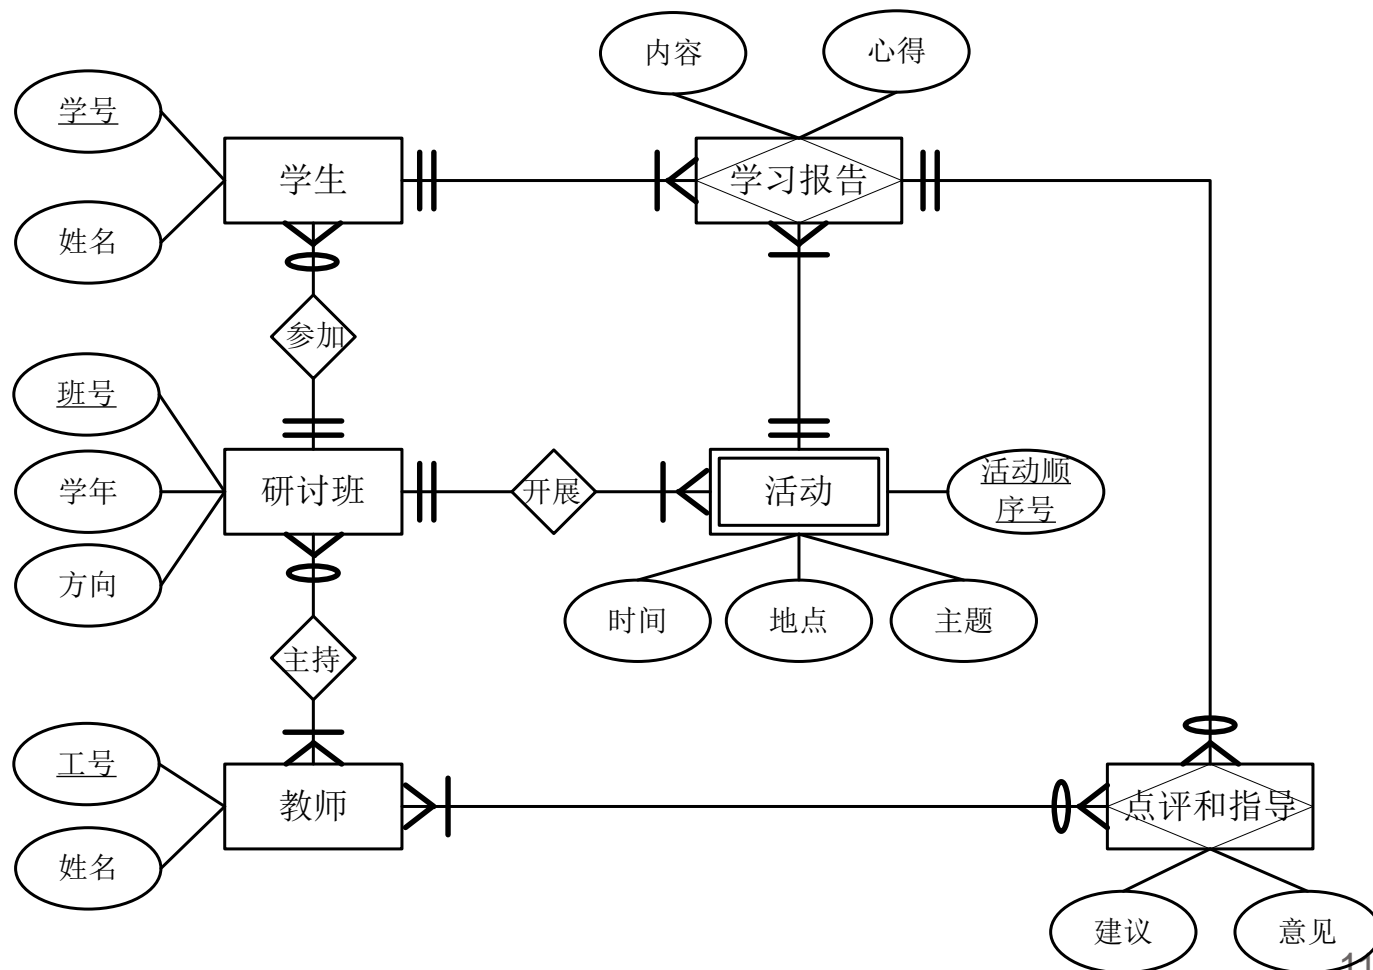 内容
心得
学号
学生
学习报告
姓名
参加
班号
学年
研讨班
开展
活动
活动顺
序号
方向
时间
地点
主题
主持
工号
教师
点评和指导
姓名
建议
意见
11